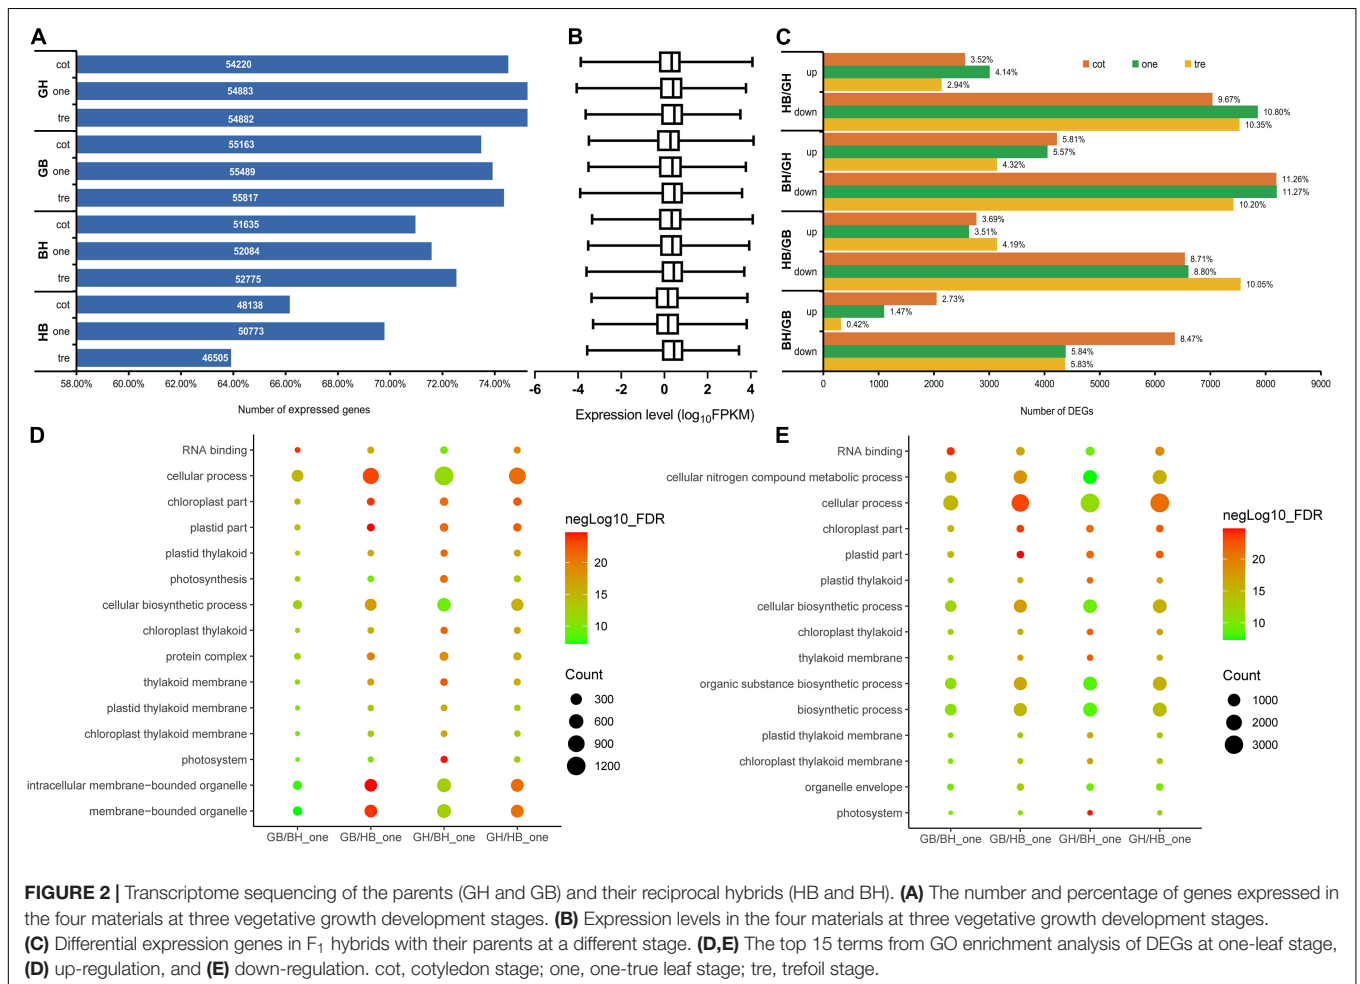 A
GH
cot 54220
one 54883
tre 54882
GB
cot 55163
one 55489
tre 55817
BH
cot 51635
one 52084
tre 52775
HB
cot 48138
one 50773
tre 46505
58.00% 60.00% 62.00% 64.00% 66.00% 68.00% 70.00% 72.00% 74.00%
Number of expressed genes
B
-6 -4 -2 0 2 4 6
Expression level (log10FPKM)
C
cot one tre
HB/GH
up
3.52%
4.14%
2.94%
down
9.67%
10.80%
10.35%
BH/GH
up
5.81%
5.57%
4.32%
down
11.26%
11.27%
10.20%
HB/GB
up
3.69%
3.51%
4.19%
down
8.71%
8.80%
10.05%
BH/GB
up
2.73%
1.47%
0.42%
down
8.47%
5.84%
5.83%
0 1000 2000 3000 4000 5000 6000 7000 8000 9000
Number of DEGs
D
RNA binding
cellular process
chloroplast part
plastid part
plastid thylakoid
photosynthesis
cellular biosynthetic process
chloroplast thylakoid
protein complex
thylakoid membrane
plastid thylakoid membrane
chloroplast thylakoid membrane
photosystem
intracellular membrane−bounded organelle
membrane−bounded organelle
GB/BH_one GB/HB_one GH/BH_one GH/HB_one
negLog10_FDR
20
15
10
Count
300
600
900
1200
E
RNA binding
cellular nitrogen compound metabolic process
cellular process
chloroplast part
plastid part
plastid thylakoid
cellular biosynthetic process
chloroplast thylakoid
thylakoid membrane
organic substance biosynthetic process
biosynthetic process
plastid thylakoid membrane
chloroplast thylakoid membrane
organelle envelope
photosystem
GB/BH_one GB/HB_one GH/BH_one GH/HB_one
negLog10_FDR
20
15
10
Count
1000
2000
3000
FIGURE 2 | Transcriptome sequencing of the parents (GH and GB) and their reciprocal hybrids (HB and BH). (A) The number and percentage of genes expressed in
the four materials at three vegetative growth development stages. (B) Expression levels in the four materials at three vegetative growth development stages.
(C) Differential expression genes in F1 hybrids with their parents at a different stage. (D,E) The top 15 terms from GO enrichment analysis of DEGs at one-leaf stage,
(D) up-regulation, and (E) down-regulation. cot, cotyledon stage; one, one-true leaf stage; tre, trefoil stage.